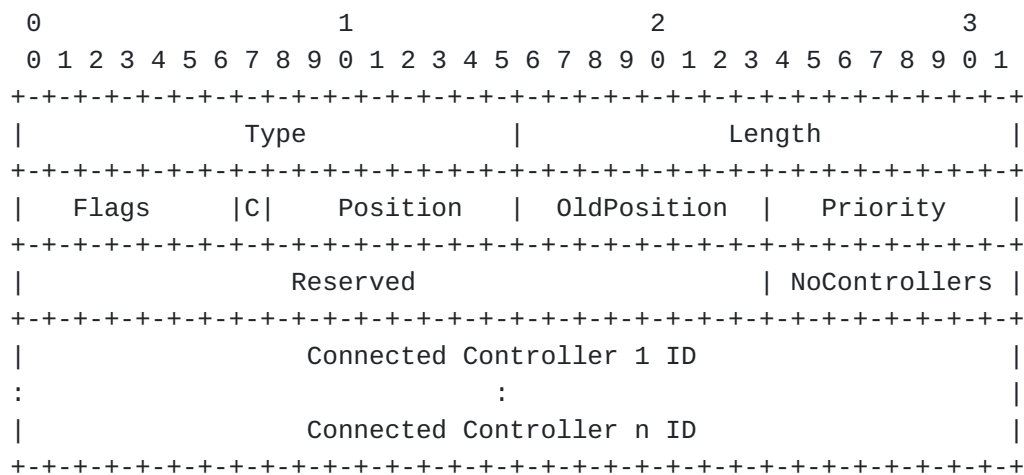 0                   1                   2                   3
0 1 2 3 4 5 6 7 8 9 0 1 2 3 4 5 6 7 8 9 0 1 2 3 4 5 6 7 8 9 0 1
+-+-+-+-+-+-+-+-+-+-+-+-+-+-+-+-+-+-+-+-+-+-+-+-+-+-+-+-+-+-+-+-+
|              Type             |             Length            |
+-+-+-+-+-+-+-+-+-+-+-+-+-+-+-+-+-+-+-+-+-+-+-+-+-+-+-+-+-+-+-+-+
|   Flags     |C|    Position   |  OldPosition  |   Priority    |
+-+-+-+-+-+-+-+-+-+-+-+-+-+-+-+-+-+-+-+-+-+-+-+-+-+-+-+-+-+-+-+-+
|                 Reserved                      | NoControllers |
+-+-+-+-+-+-+-+-+-+-+-+-+-+-+-+-+-+-+-+-+-+-+-+-+-+-+-+-+-+-+-+-+
|                  Connected Controller 1 ID                    |
:                              :                                |
|                  Connected Controller n ID                    |
+-+-+-+-+-+-+-+-+-+-+-+-+-+-+-+-+-+-+-+-+-+-+-+-+-+-+-+-+-+-+-+-+